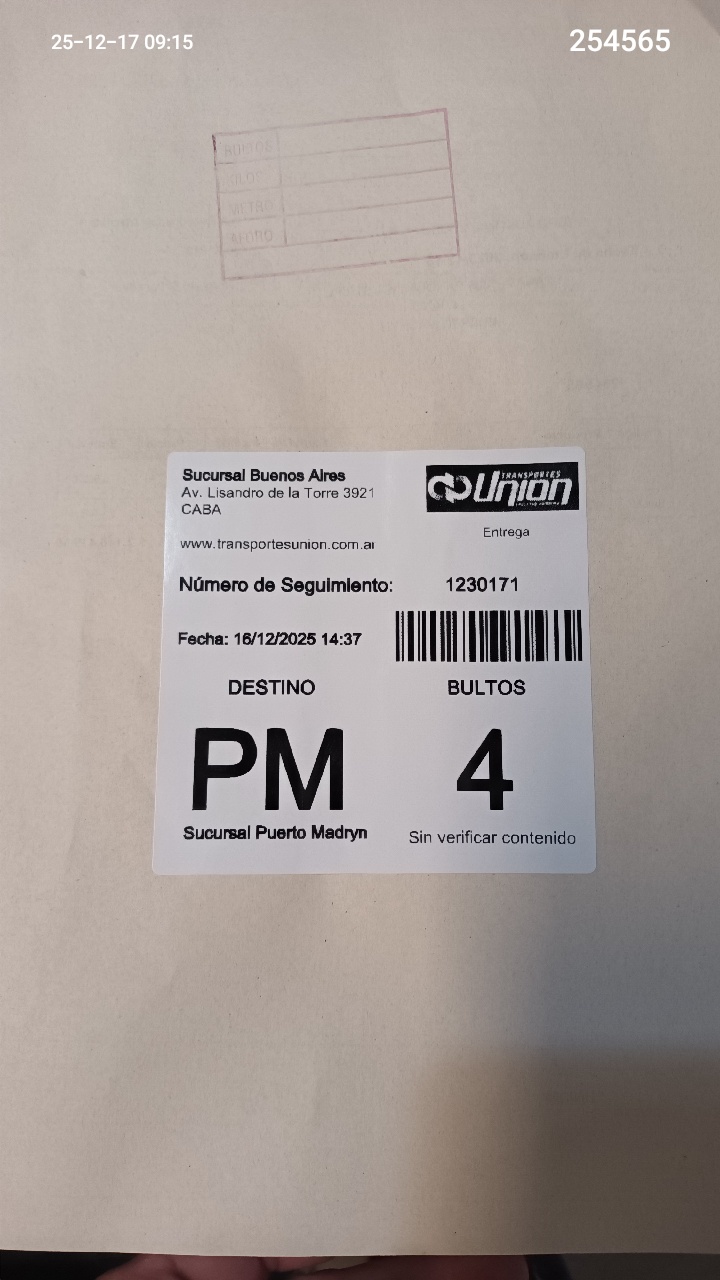 25-12-17 09:15
254565
BULTOS
METRO
AFORO
Sucursal Buenos Aires
Av. Lisandro de la Torre 3921
CABA
TRANSPORTES
Union
Entrega
www.transportesunion.com.ar
Número de Seguimiento: 1230171
Fecha: 16/12/2025 14:37
DESTINO
BULTOS
PM
4
Sucursal Puerto Madryn
Sin verificar contenido